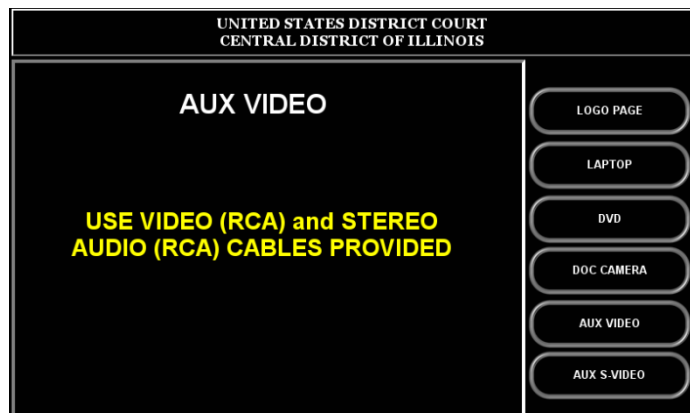 UNITED STATES DISTRICT COURT
CENTRAL DISTRICT OF ILLINOIS
AUX VIDEO
USE VIDEO (RCA) and STEREO
AUDIO (RCA) CABLES PROVIDED
LOGO PAGE
LAPTOP
DVD
DOC CAMERA
AUX VIDEO
AUX S-VIDEO